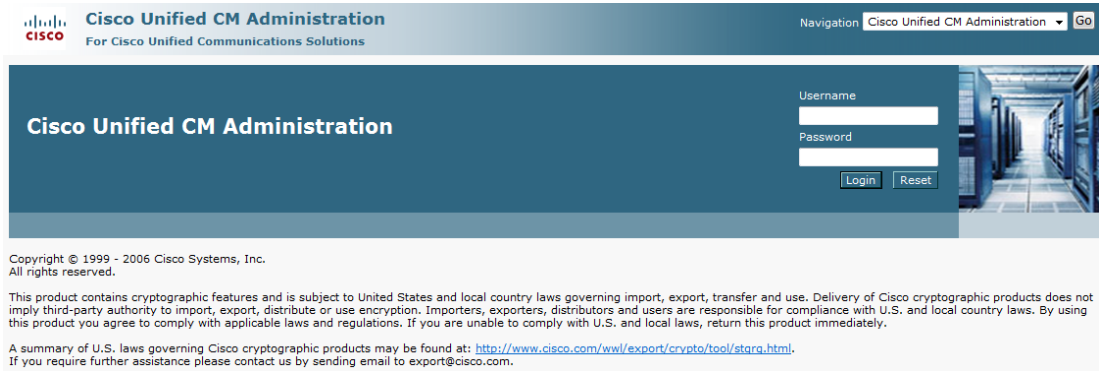 CISCO
Cisco Unified CM Administration
For Cisco Unified Communications Solutions
Navigation Cisco Unified CM Administration Go
Cisco Unified CM Administration
Username
Password
Login Reset
Copyright © 1999 - 2006 Cisco Systems, Inc.
All rights reserved.
This product contains cryptographic features and is subject to United States and local country laws governing import, export, transfer and use. Delivery of Cisco cryptographic products does not
imply third-party authority to import, export, distribute or use encryption. Importers, exporters, distributors and users are responsible for compliance with U.S. and local country laws. By using
this product you agree to comply with applicable laws and regulations. If you are unable to comply with U.S. and local laws, return this product immediately.
A summary of U.S. laws governing Cisco cryptographic products may be found at: http://www.cisco.com/wwl/export/crypto/tool/stqrg.html.
If you require further assistance please contact us by sending email to export@cisco.com.